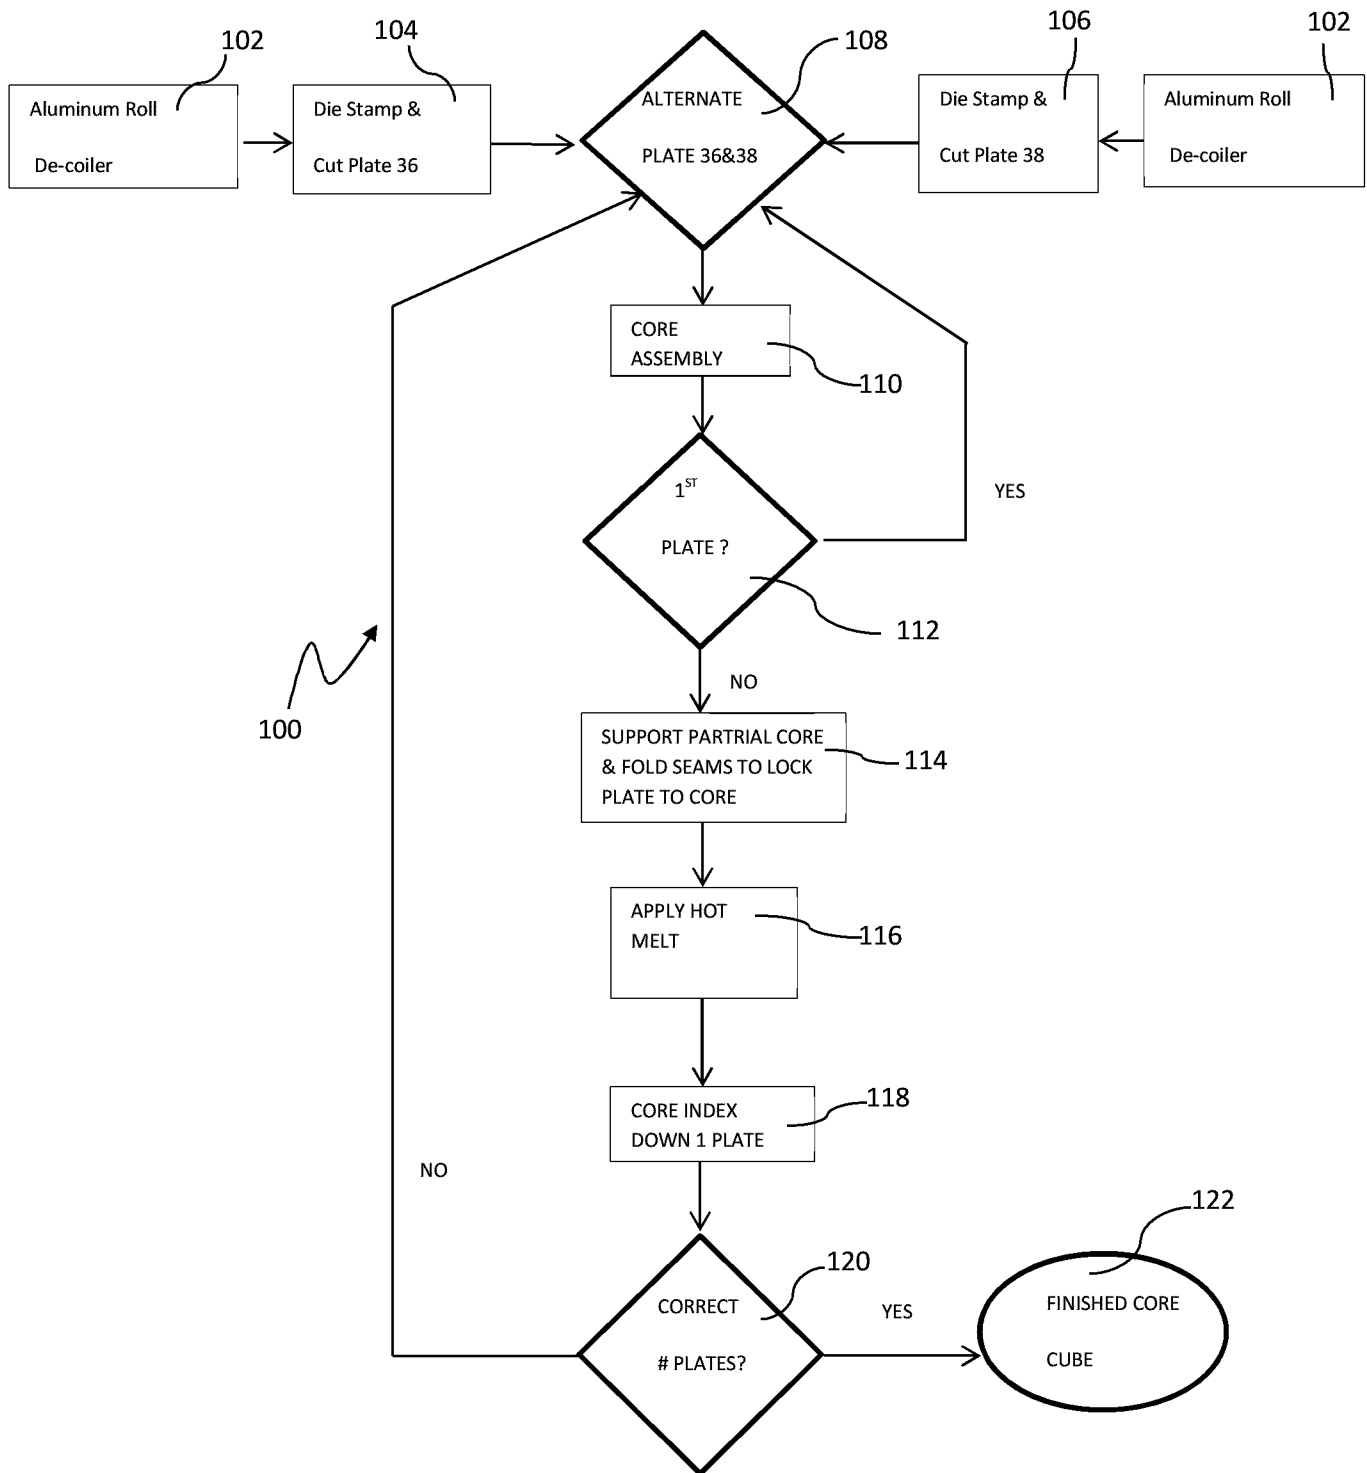 102
104
108
106
102
Aluminum Roll
De-coiler
Die Stamp &
Cut Plate 36
ALTERNATE
PLATE 36&38
Die Stamp &
Cut Plate 38
Aluminum Roll
De-coiler
CORE
ASSEMBLY
110
1ST
PLATE ?
YES
112
NO
100
SUPPORT PARTRIAL CORE
& FOLD SEAMS TO LOCK
PLATE TO CORE
114
APPLY HOT
MELT
116
CORE INDEX
DOWN 1 PLATE
118
NO
CORRECT
# PLATES?
120
YES
122
FINISHED CORE
CUBE